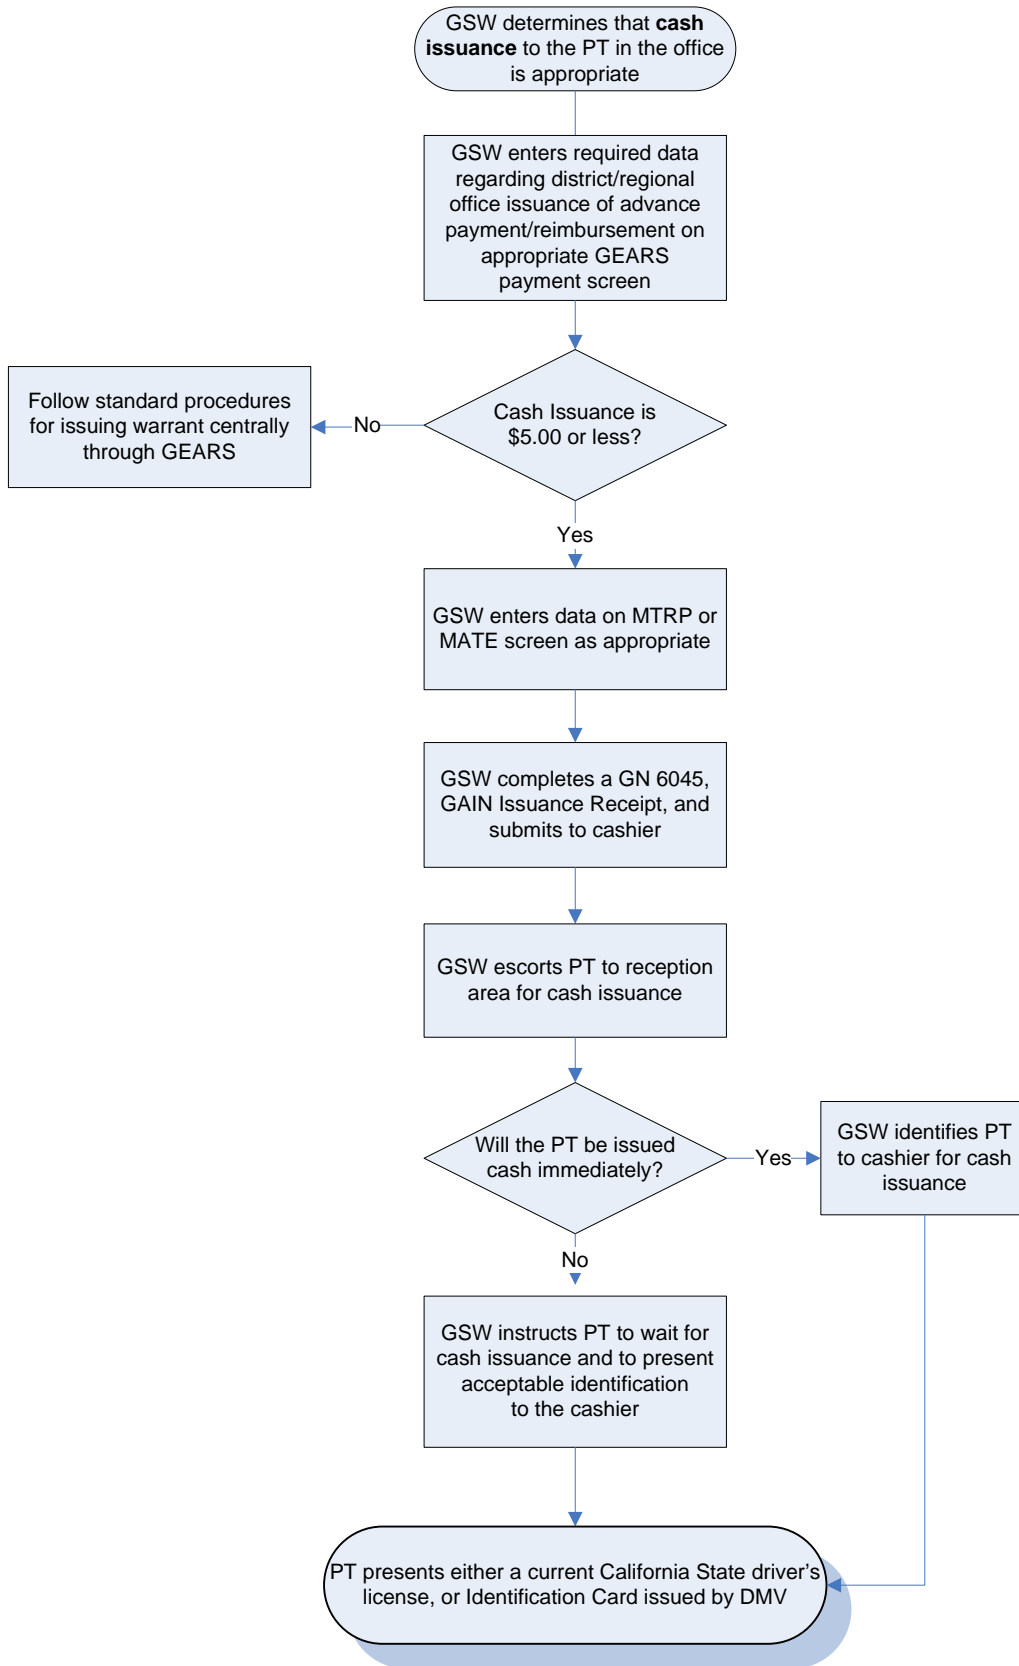 GSW determines that cash
issuance to the PT in the office
is appropriate
GSW enters required data
regarding district/regional
office issuance of advance
payment/reimbursement on
appropriate GEARS
payment screen
Follow standard procedures
for issuing warrant centrally
through GEARS
No
Cash Issuance is
$5.00 or less?
Yes
GSW enters data on MTRP or
MATE screen as appropriate
GSW completes a GN 6045,
GAIN Issuance Receipt, and
submits to cashier
GSW escorts PT to reception
area for cash issuance
Will the PT be issued
cash immediately?
Yes
GSW identifies PT
to cashier for cash
issuance
No
GSW instructs PT to wait for
cash issuance and to present
acceptable identification
to the cashier
PT presents either a current California State driver's
license, or Identification Card issued by DMV